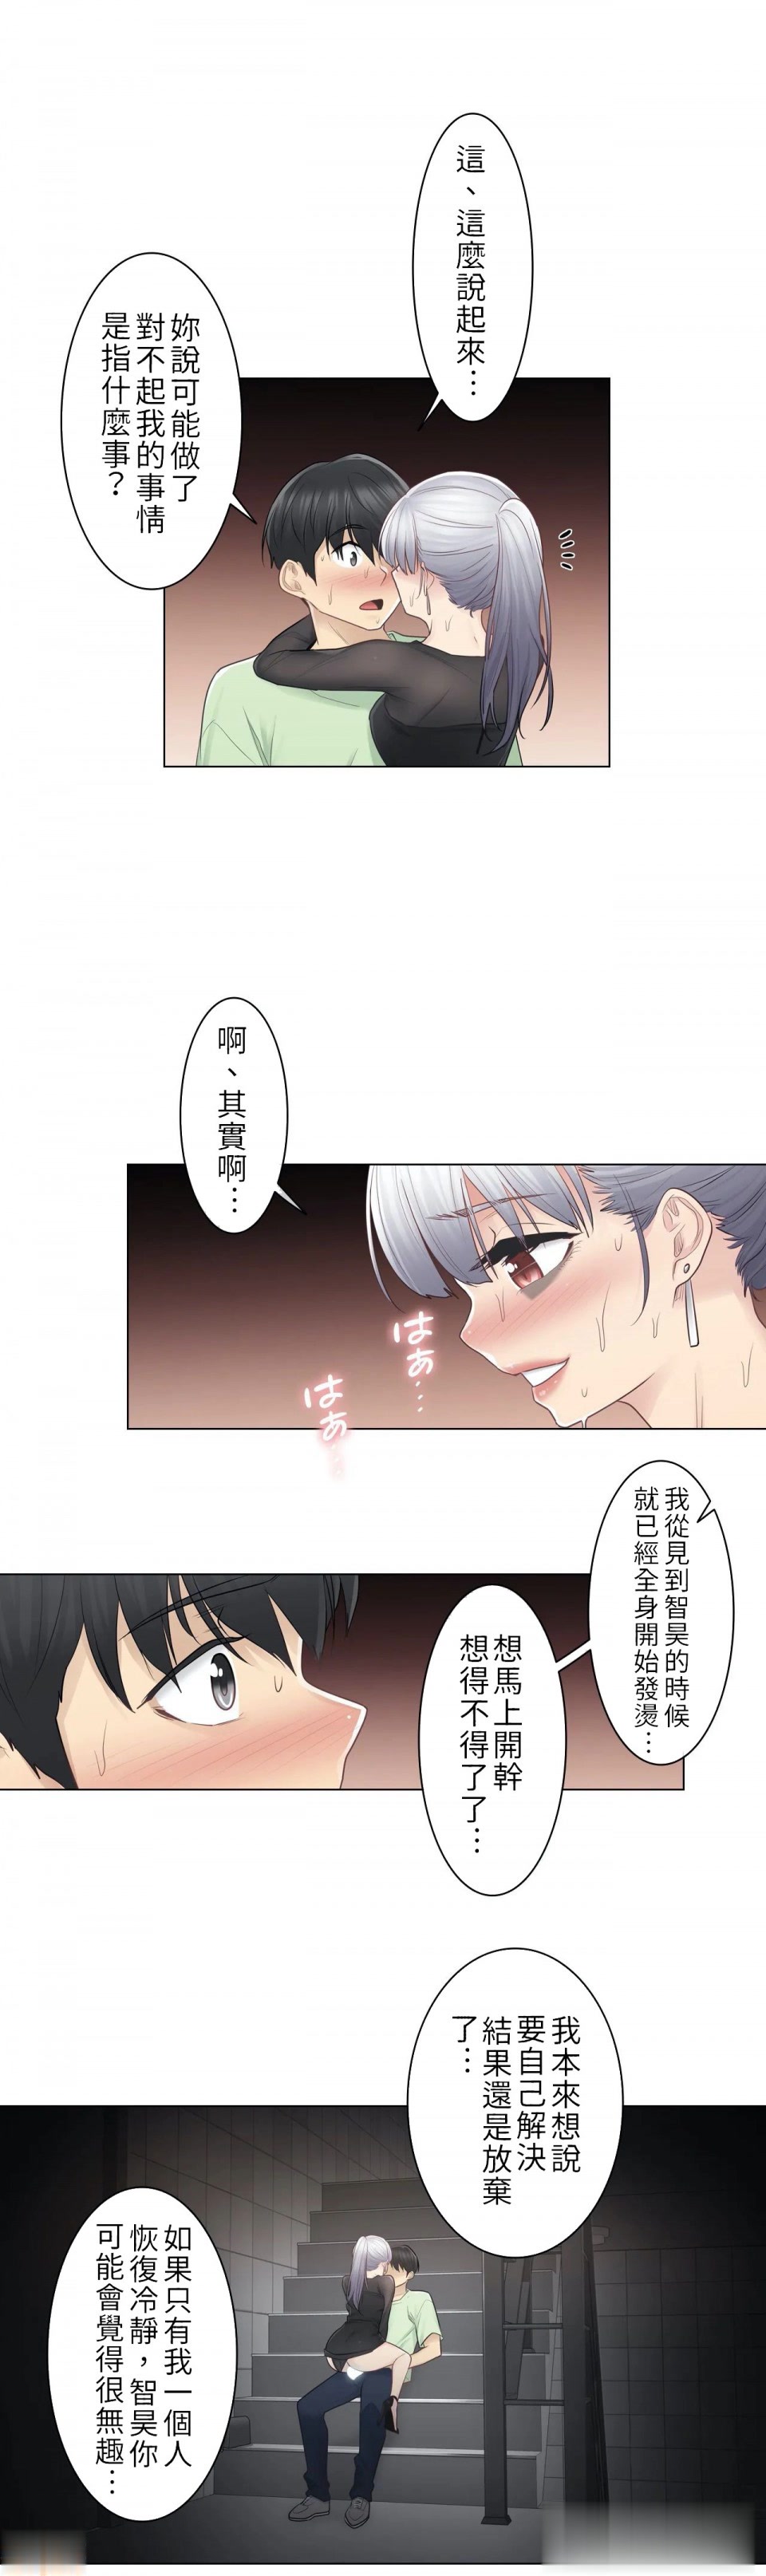 這、這麼說起來…
妳說可能做了
對不起我的事情
是指什麼事？
啊、其實啊…
はあ…
はあ…
我從見到智昊的時候
就已經全身開始發燙…
想馬上開幹
想得不得了了…
我本來想說
要自己解決
結果還是放棄
了…
如果只有我一個人
恢復冷靜，智昊你
可能會覺得很無趣…